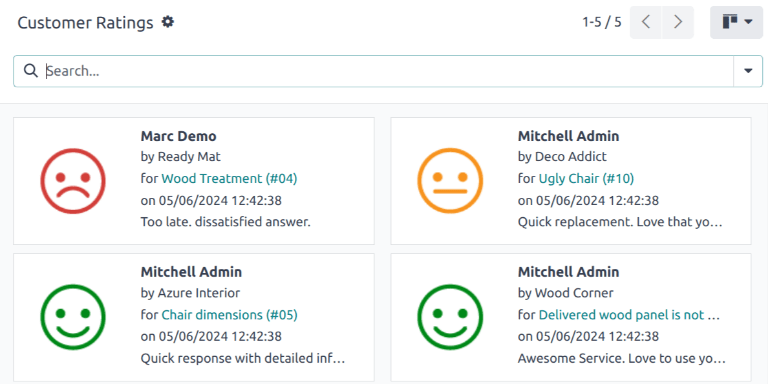 Customer Ratings
1-5 / 5
Search...
Marc Demo
by Ready Mat
for Wood Treatment (#04)
on 05/06/2024 12:42:38
Too late. dissatisfied answer.
Mitchell Admin
by Deco Addict
for Ugly Chair (#10)
on 05/06/2024 12:42:38
Quick replacement. Love that yo...
Mitchell Admin
by Azure Interior
for Chair dimensions (#05)
on 05/06/2024 12:42:38
Quick response with detailed inf...
Mitchell Admin
by Wood Corner
for Delivered wood panel is not ...
on 05/06/2024 12:42:38
Awesome Service. Love to use yo...